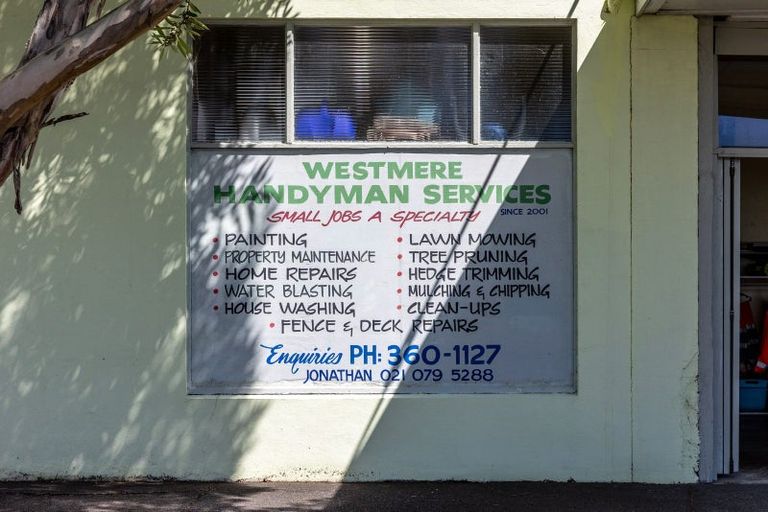 WESTMERE
HANDYMAN SERVICES
SMALL JOBS A SPECIALTY SINCE 2001
• PAINTING
• PROPERTY MAINTENANCE
• HOME REPAIRS
• WATER BLASTING
• HOUSE WASHING
• LAWN MOWING
• TREE PRUNING
• HEDGE TRIMMING
• MULCHING & CHIPPING
• CLEAN-UPS
• FENCE & DECK REPAIRS
Enquiries PH: 360-1127
JONATHAN 021 079 5288